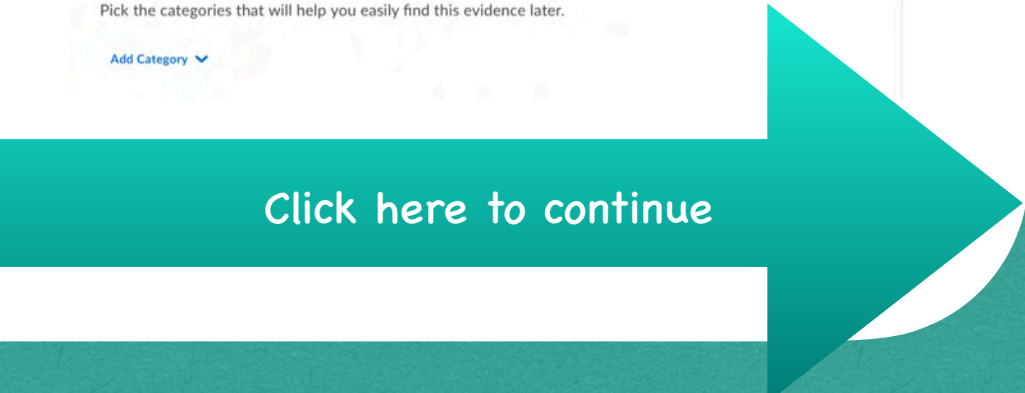 Pick the categories that will help you easily find this evidence later.
Add Category
Click here to continue